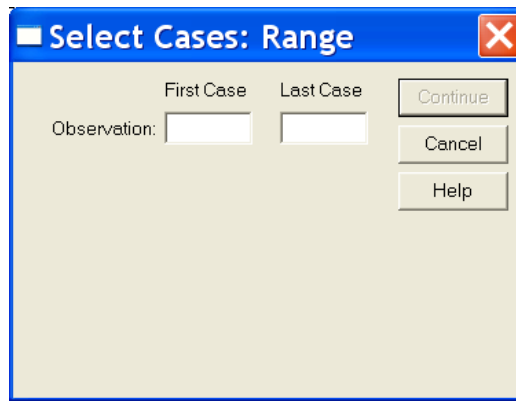 Select Cases: Range
First Case Last Case Continue
Observation:
Cancel
Help